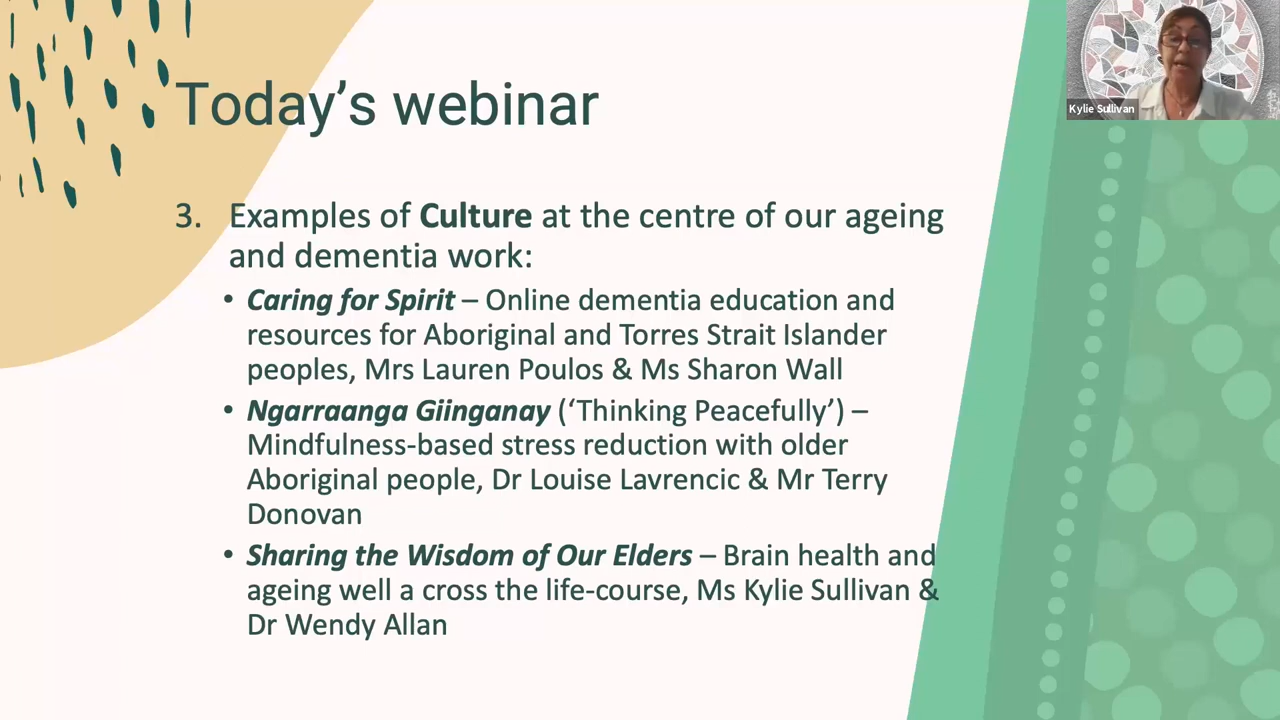 Today’s webinar
Kylie Sullivan
3. Examples of Culture at the centre of our ageing
and dementia work:
• Caring for Spirit – Online dementia education and
resources for Aboriginal and Torres Strait Islander
peoples, Mrs Lauren Poulos & Ms Sharon Wall
• Ngarraanga Giinganay (‘Thinking Peacefully’) –
Mindfulness-based stress reduction with older
Aboriginal people, Dr Louise Lavrencic & Mr Terry
Donovan
• Sharing the Wisdom of Our Elders – Brain health and
ageing well a cross the life-course, Ms Kylie Sullivan &
Dr Wendy Allan